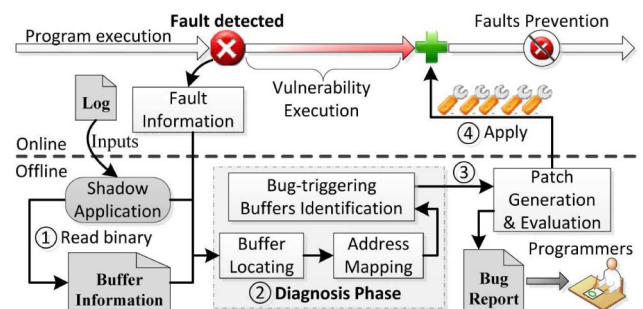 Fault detected
Faults Prevention
Program execution
Vulnerability
Execution
Fault
Information
Log
Inputs
④ Apply
Online
Offline
Shadow
Application
① Read binary
Buffer
Information
Bug-triggering
Buffers Identification
③
Buffer
Locating
Address
Mapping
② Diagnosis Phase
Patch
Generation
& Evaluation
Programmers
Bug
Report